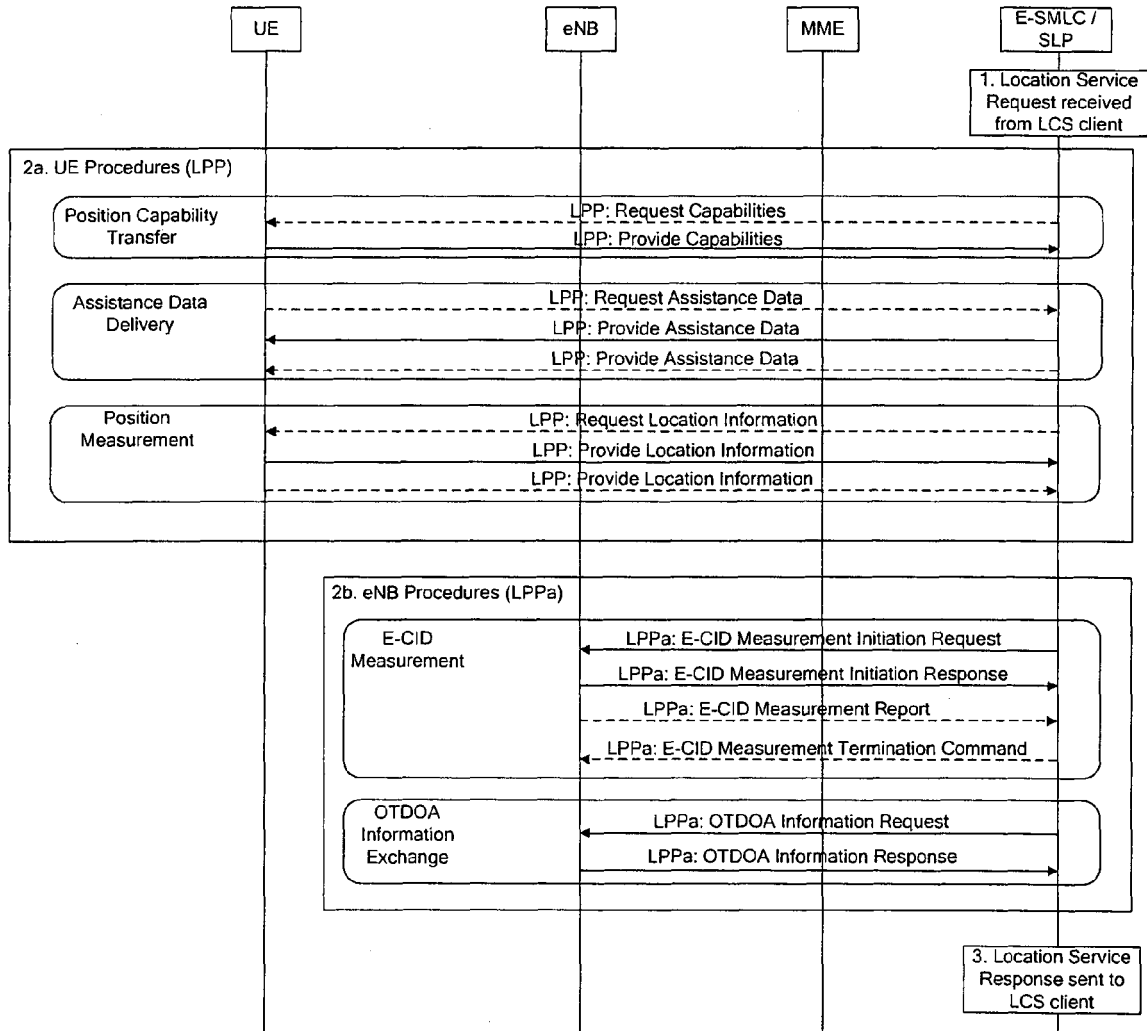 UE
eNB
MME
E-SMLC /
SLP
1. Location Service
Request received
from LCS client
2a. UE Procedures (LPP)
Position Capability
Transfer
LPP: Request Capabilities
LPP: Provide Capabilities
Assistance Data
Delivery
LPP: Request Assistance Data
LPP: Provide Assistance Data
LPP: Provide Assistance Data
Position
Measurement
LPP: Request Location Information
LPP: Provide Location Information
LPP: Provide Location Information
2b. eNB Procedures (LPPa)
E-CID
Measurement
LPPa: E-CID Measurement Initiation Request
LPPa: E-CID Measurement Initiation Response
LPPa: E-CID Measurement Report
LPPa: E-CID Measurement Termination Command
OTDOA
Information
Exchange
LPPa: OTDOA Information Request
LPPa: OTDOA Information Response
3. Location Service
Response sent to
LCS client